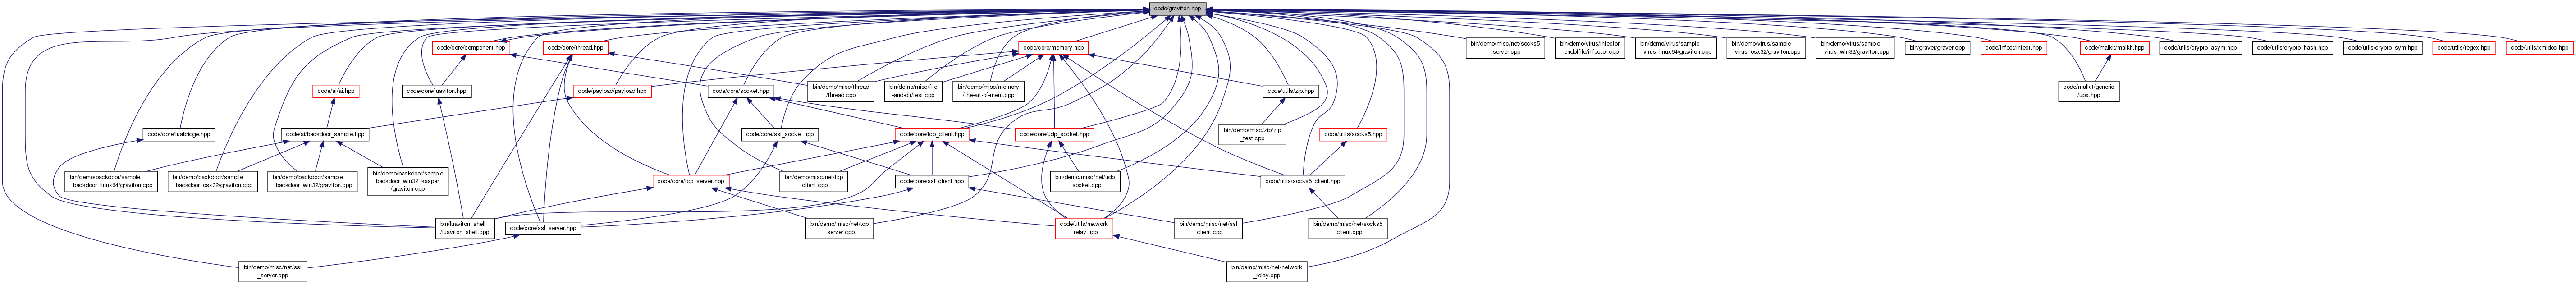 code/graviton.hpp
code/core/component.hpp
code/core/thread.hpp
code/core/memory.hpp
bin/demo/misc/net/socks5
_server.cpp
bin/demo/virus/infector
_endoffile/infector.cpp
bin/demo/virus/sample
_virus_linux64/graviton.cpp
bin/demo/virus/sample
_virus_osx32/graviton.cpp
bin/demo/virus/sample
_virus_win32/graviton.cpp
bin/graver/graver.cpp
code/infect/infect.hpp
code/malkit/malkit.hpp
code/utils/crypto_asym.hpp
code/utils/crypto_hash.hpp
code/utils/crypto_sym.hpp
code/utils/regex.hpp
code/utils/xmldoc.hpp
code/ai/ai.hpp
code/core/luaviton.hpp
code/payload/payload.hpp
code/core/socket.hpp
bin/demo/misc/thread
/thread.cpp
bin/demo/misc/file
-and-dir/test.cpp
bin/demo/misc/memory
/the-art-of-mem.cpp
code/utils/zip.hpp
code/malkit/generic
/upx.hpp
code/core/luabridge.hpp
code/ai/backdoor_sample.hpp
code/core/ssl_socket.hpp
code/core/tcp_client.hpp
code/core/udp_socket.hpp
bin/demo/misc/zip/zip
_test.cpp
code/utils/socks5.hpp
bin/demo/backdoor/sample
_backdoor_linux64/graviton.cpp
bin/demo/backdoor/sample
_backdoor_osx32/graviton.cpp
bin/demo/backdoor/sample
_backdoor_win32/graviton.cpp
bin/demo/backdoor/sample
_backdoor_win32_kasper
/graviton.cpp
code/core/tcp_server.hpp
bin/demo/misc/net/tcp
_client.cpp
code/core/ssl_client.hpp
bin/demo/misc/net/udp
_socket.cpp
code/utils/socks5_client.hpp
bin/luaviton_shell
/luaviton_shell.cpp
code/core/ssl_server.hpp
bin/demo/misc/net/tcp
_server.cpp
code/utils/network
_relay.hpp
bin/demo/misc/net/ssl
_client.cpp
bin/demo/misc/net/socks5
_client.cpp
bin/demo/misc/net/ssl
_server.cpp
bin/demo/misc/net/network
_relay.cpp